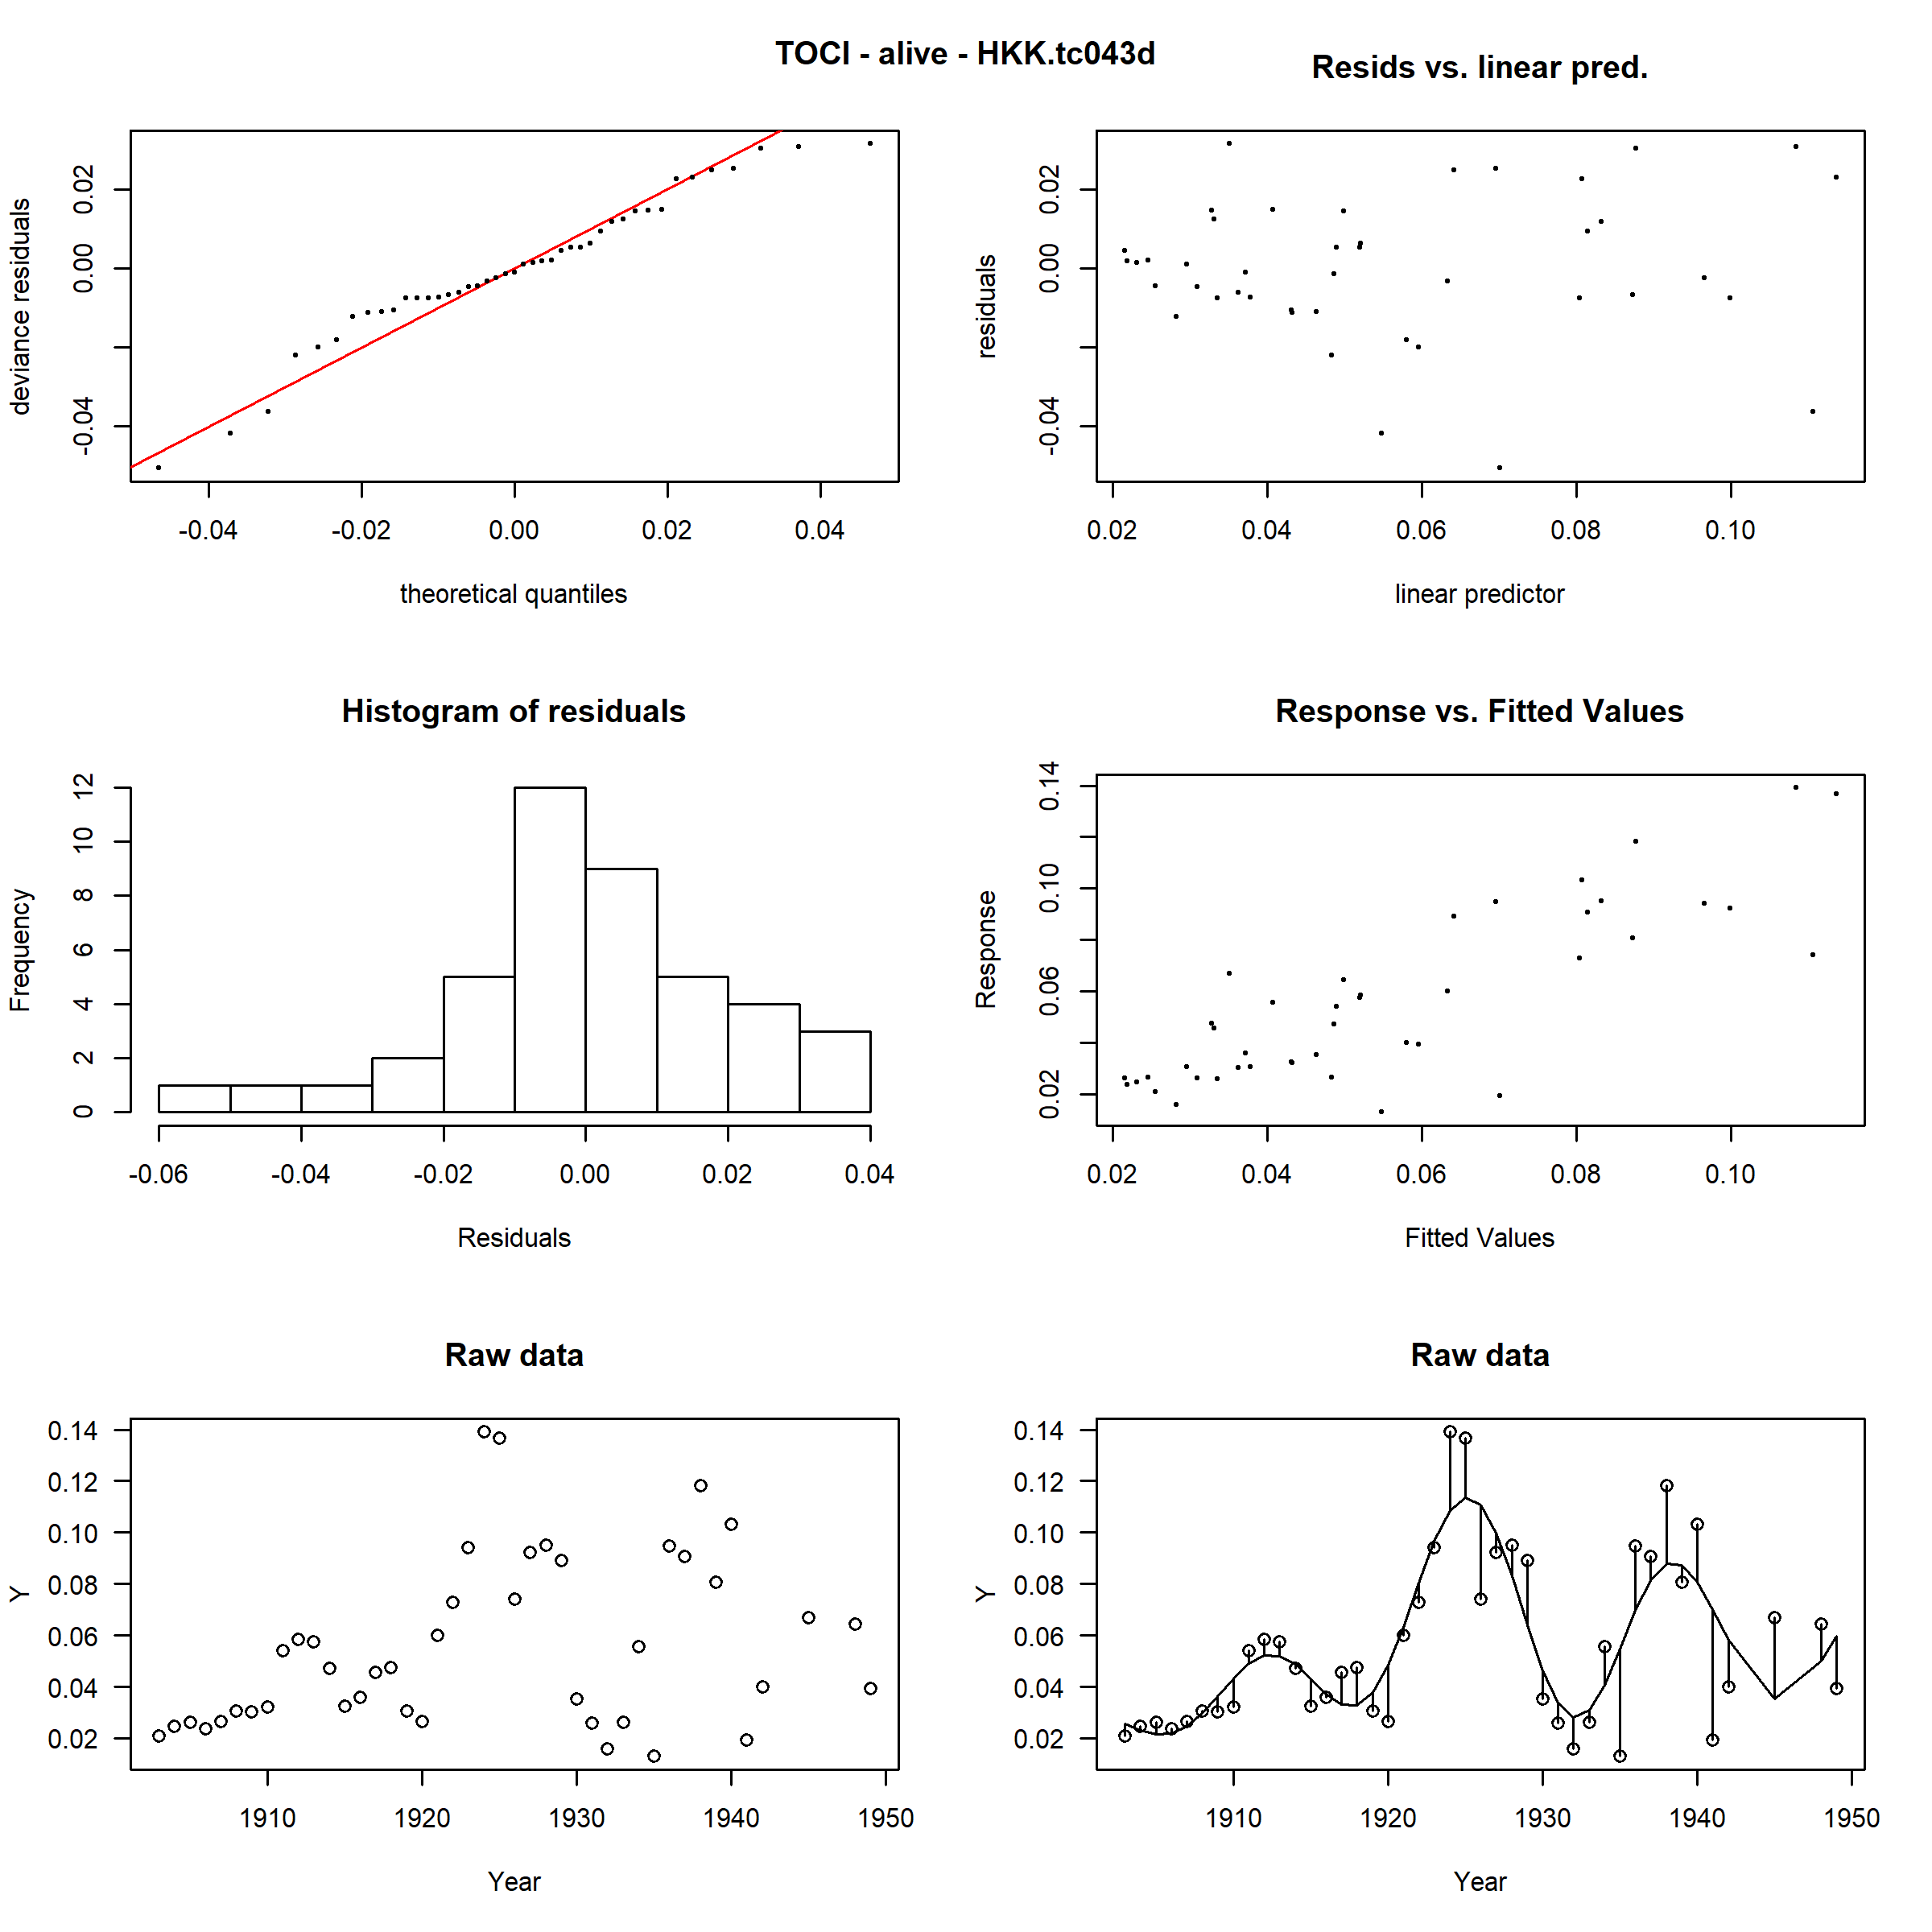 TOCI - alive - HKK.tc043d
deviance residuals
-0.04 0.00 0.02
-0.04 -0.02 0.00 0.02 0.04
theoretical quantiles
Resids vs. linear pred.
residuals
-0.04 0.00 0.02
0.02 0.04 0.06 0.08 0.10
linear predictor
Histogram of residuals
Frequency
0 2 4 6 8 10 12
-0.06 -0.04 -0.02 0.00 0.02 0.04
Residuals
Response vs. Fitted Values
Response
0.02 0.06 0.10 0.14
0.02 0.04 0.06 0.08 0.10
Fitted Values
Raw data
Y
0.14
0.12
0.10
0.08
0.06
0.04
0.02
1910 1920 1930 1940 1950
Year
Raw data
Y
0.14
0.12
0.10
0.08
0.06
0.04
0.02
1910 1920 1930 1940 1950
Year